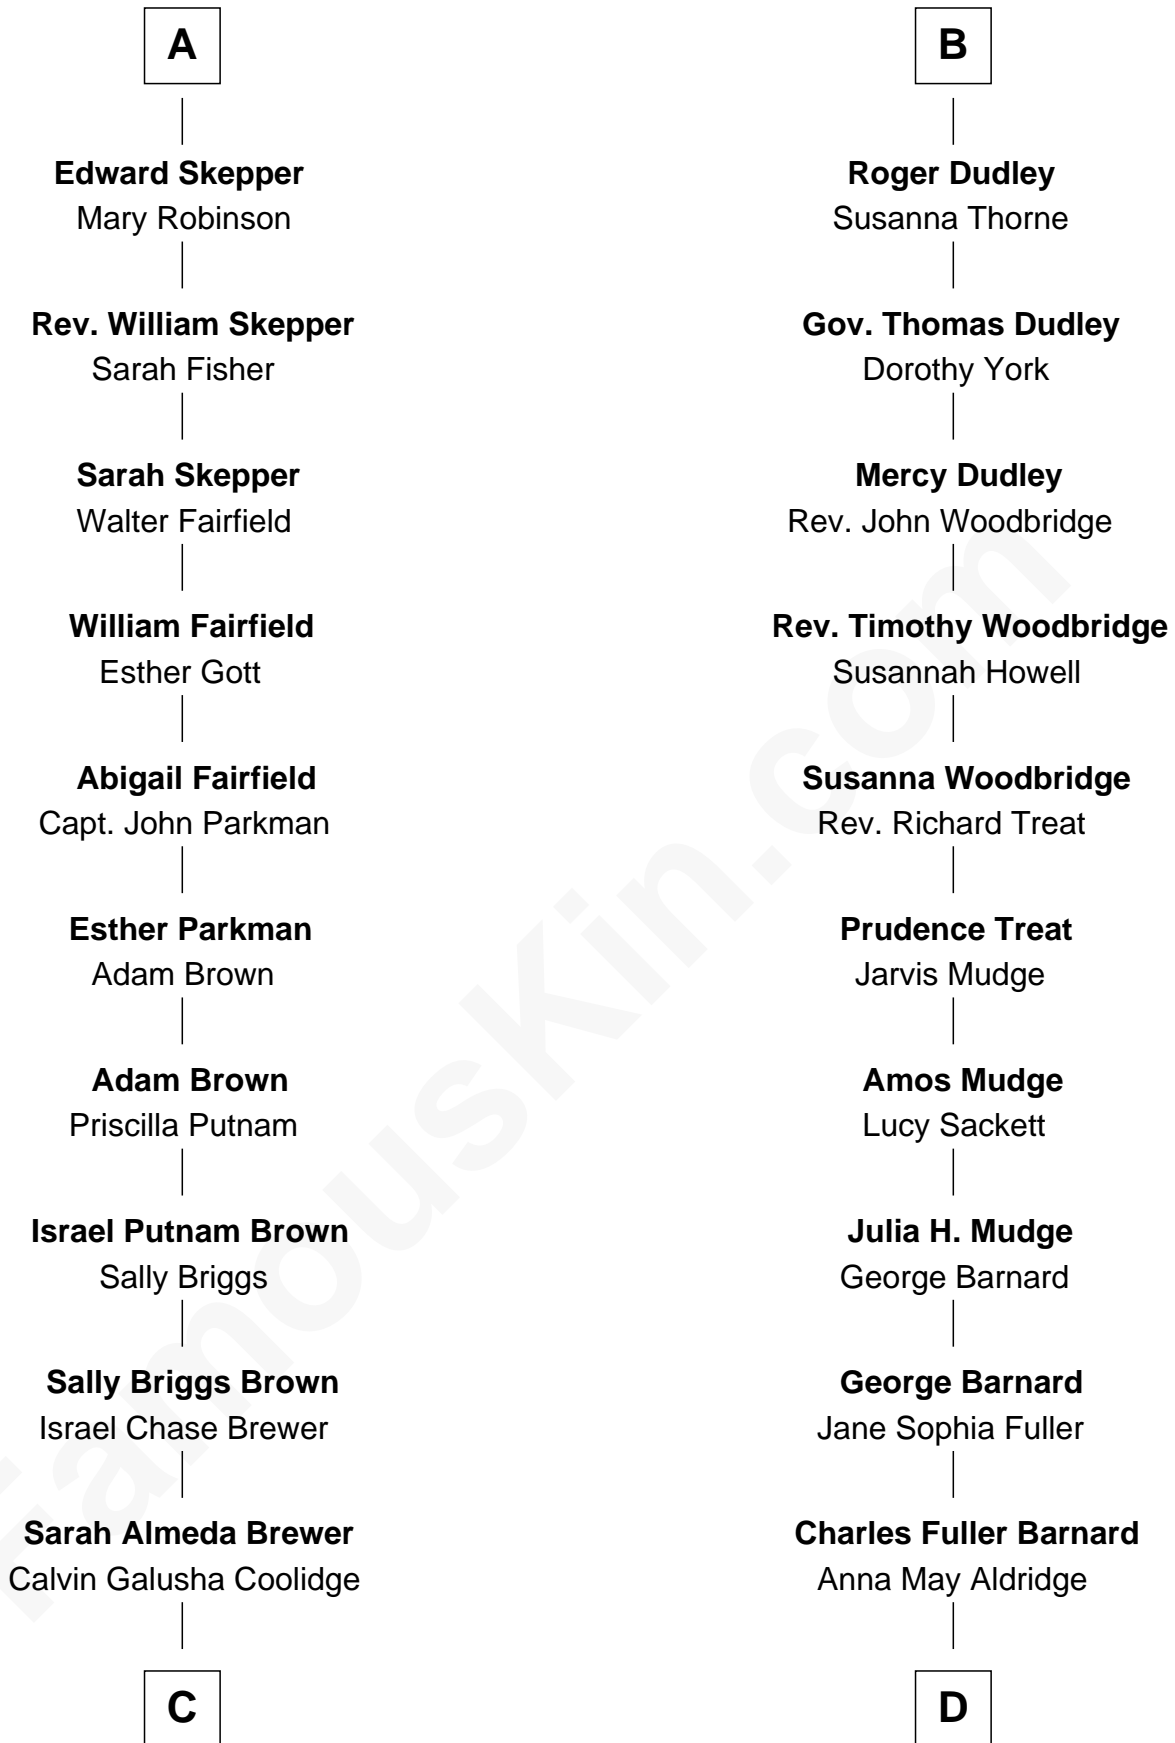 A
Edward Skepper
Mary Robinson
Rev. William Skepper
Sarah Fisher
Sarah Skepper
Walter Fairfield
William Fairfield
Esther Gott
Abigail Fairfield
Capt. John Parkman
Esther Parkman
Adam Brown
Adam Brown
Priscilla Putnam
Israel Putnam Brown
Sally Briggs
Sally Briggs Brown
Israel Chase Brewer
Sarah Almeda Brewer
Calvin Galusha Coolidge
C
B
Roger Dudley
Susanna Thorne
Gov. Thomas Dudley
Dorothy York
Mercy Dudley
Rev. John Woodbridge
Rev. Timothy Woodbridge
Susannah Howell
Susanna Woodbridge
Rev. Richard Treat
Prudence Treat
Jarvis Mudge
Amos Mudge
Lucy Sackett
Julia H. Mudge
George Barnard
George Barnard
Jane Sophia Fuller
Charles Fuller Barnard
Anna May Aldridge
D
FamousKin.com